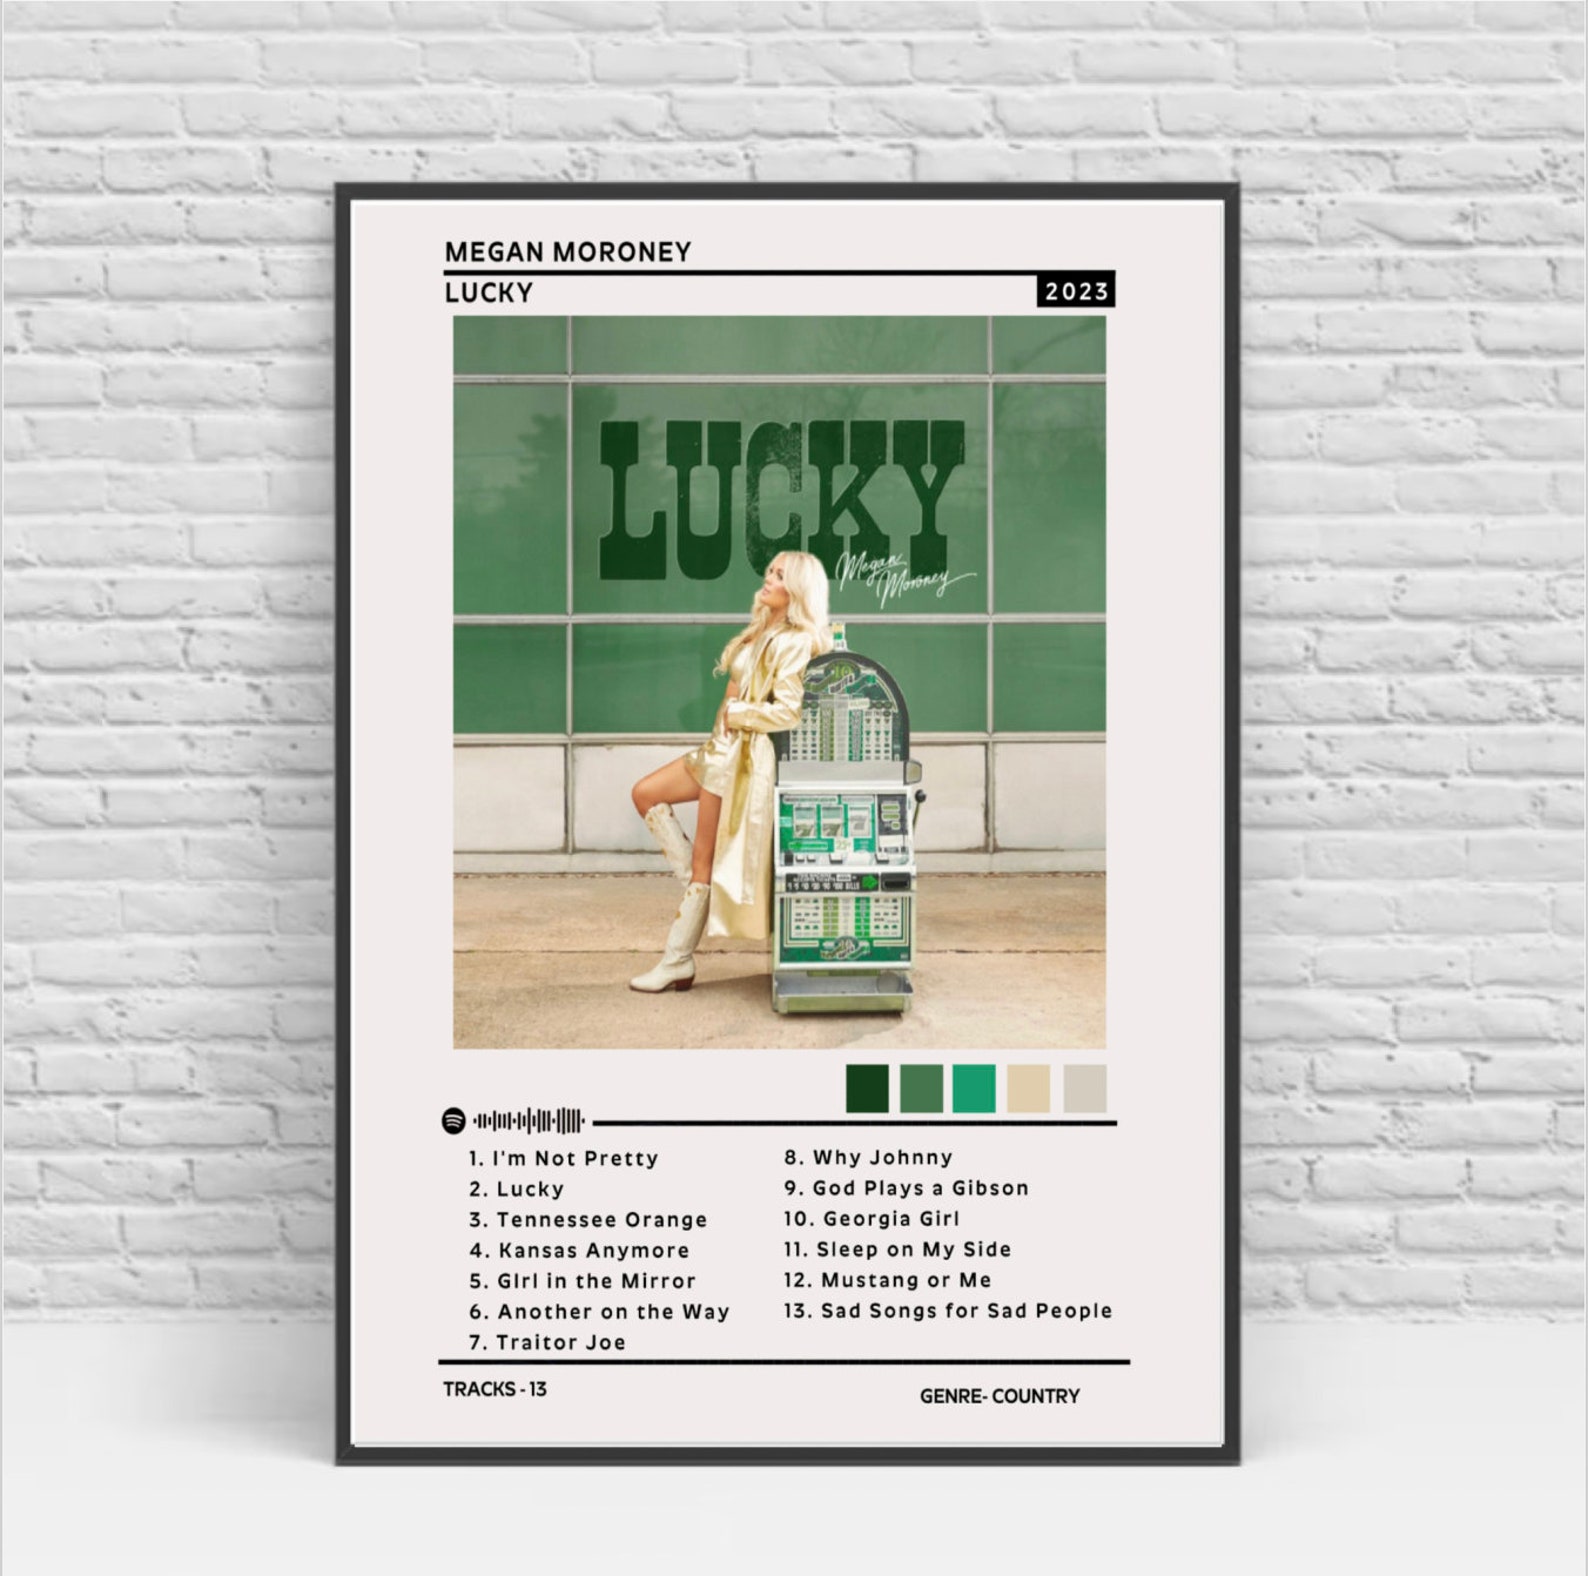 MEGAN MORONEY
LUCKY
2023
LUCKY
Megan
Moroney
1. I'm Not Pretty
2. Lucky
3. Tennessee Orange
4. Kansas Anymore
5. GIrl in the Mirror
6. Another on the Way
7. Traitor Joe
8. Why Johnny
9. God Plays a Gibson
10. Georgia Girl
11. Sleep on My Side
12. Mustang or Me
13. Sad Songs for Sad People
TRACKS - 13
GENRE- COUNTRY